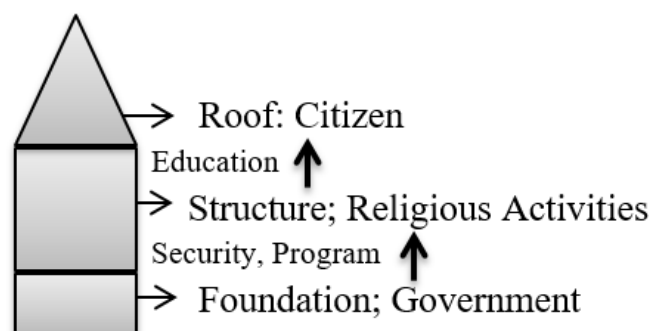 Roof: Citizen
Education
Structure; Religious Activities
Security, Program
Foundation; Government